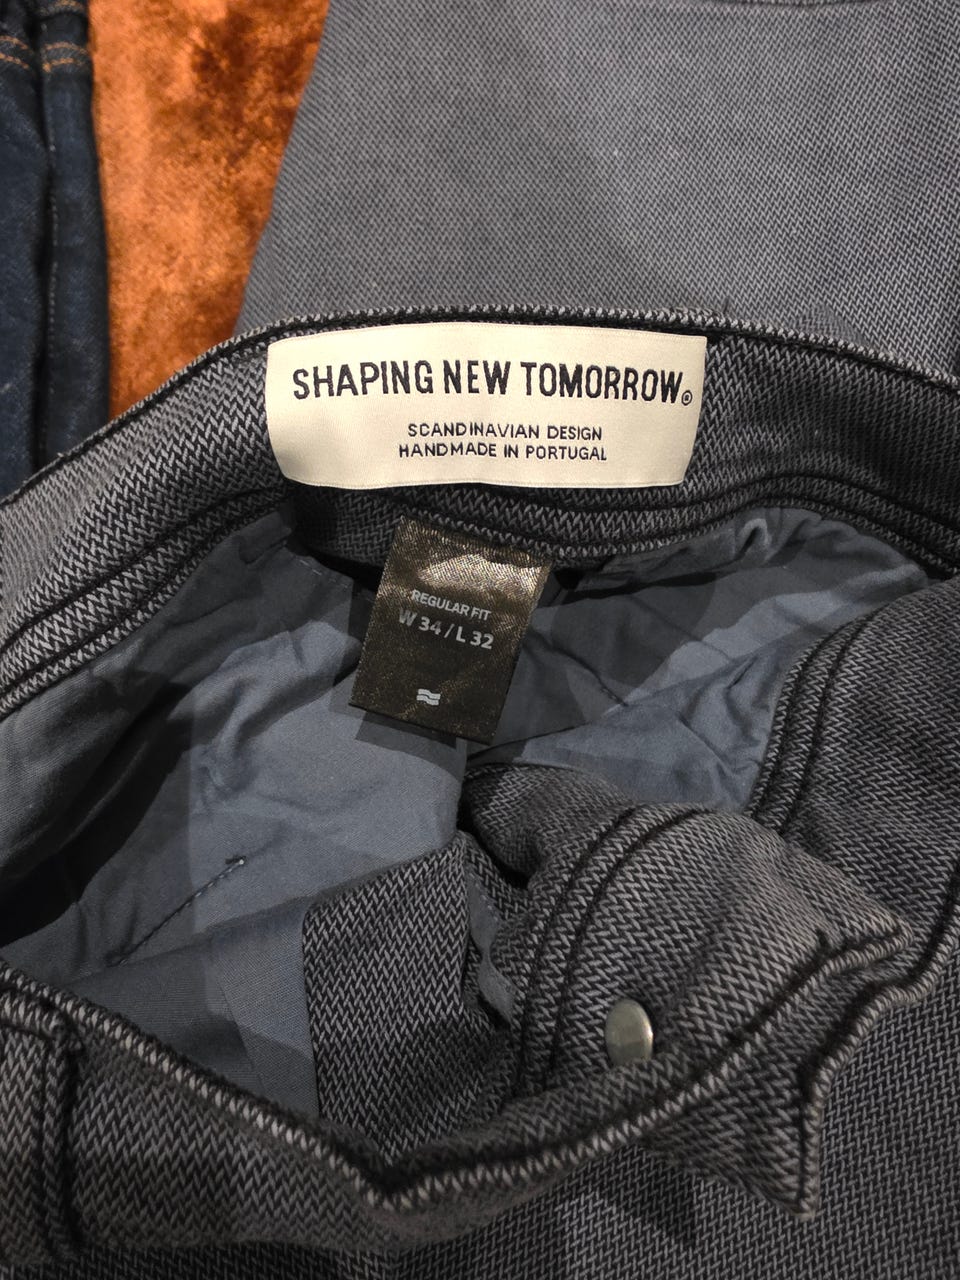 SHAPING NEW TOMORROW®
SCANDINAVIAN DESIGN
HANDMADE IN PORTUGAL
REGULAR FIT
W 34 / L 32